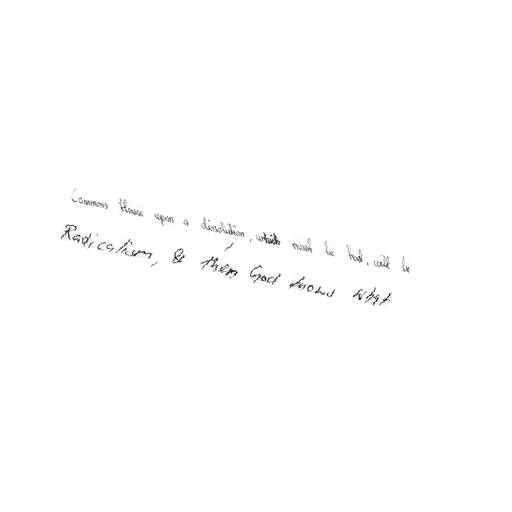 Commons House upon a dissolution, which must be had, will be
Radicalism, & then God knows what